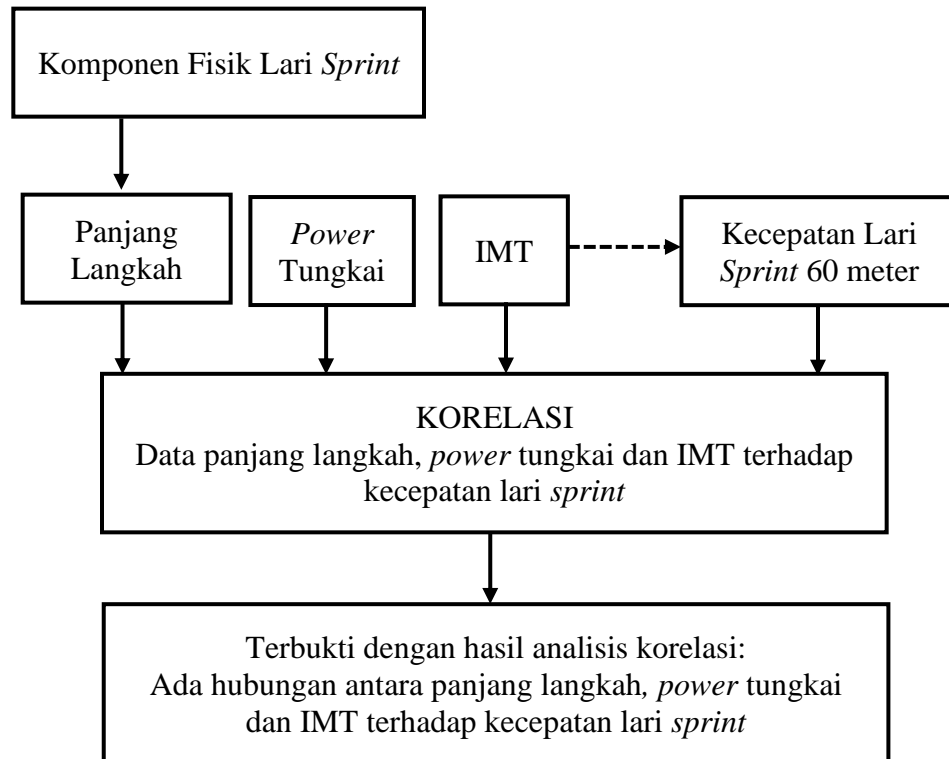 Komponen Fisik Lari Sprint
Panjang
Langkah
Power
Tungkai
IMT
Kecepatan Lari
Sprint 60 meter
KORELASI
Data panjang langkah, power tungkai dan IMT terhadap
kecepatan lari sprint
Terbukti dengan hasil analisis korelasi:
Ada hubungan antara panjang langkah, power tungkai
dan IMT terhadap kecepatan lari sprint